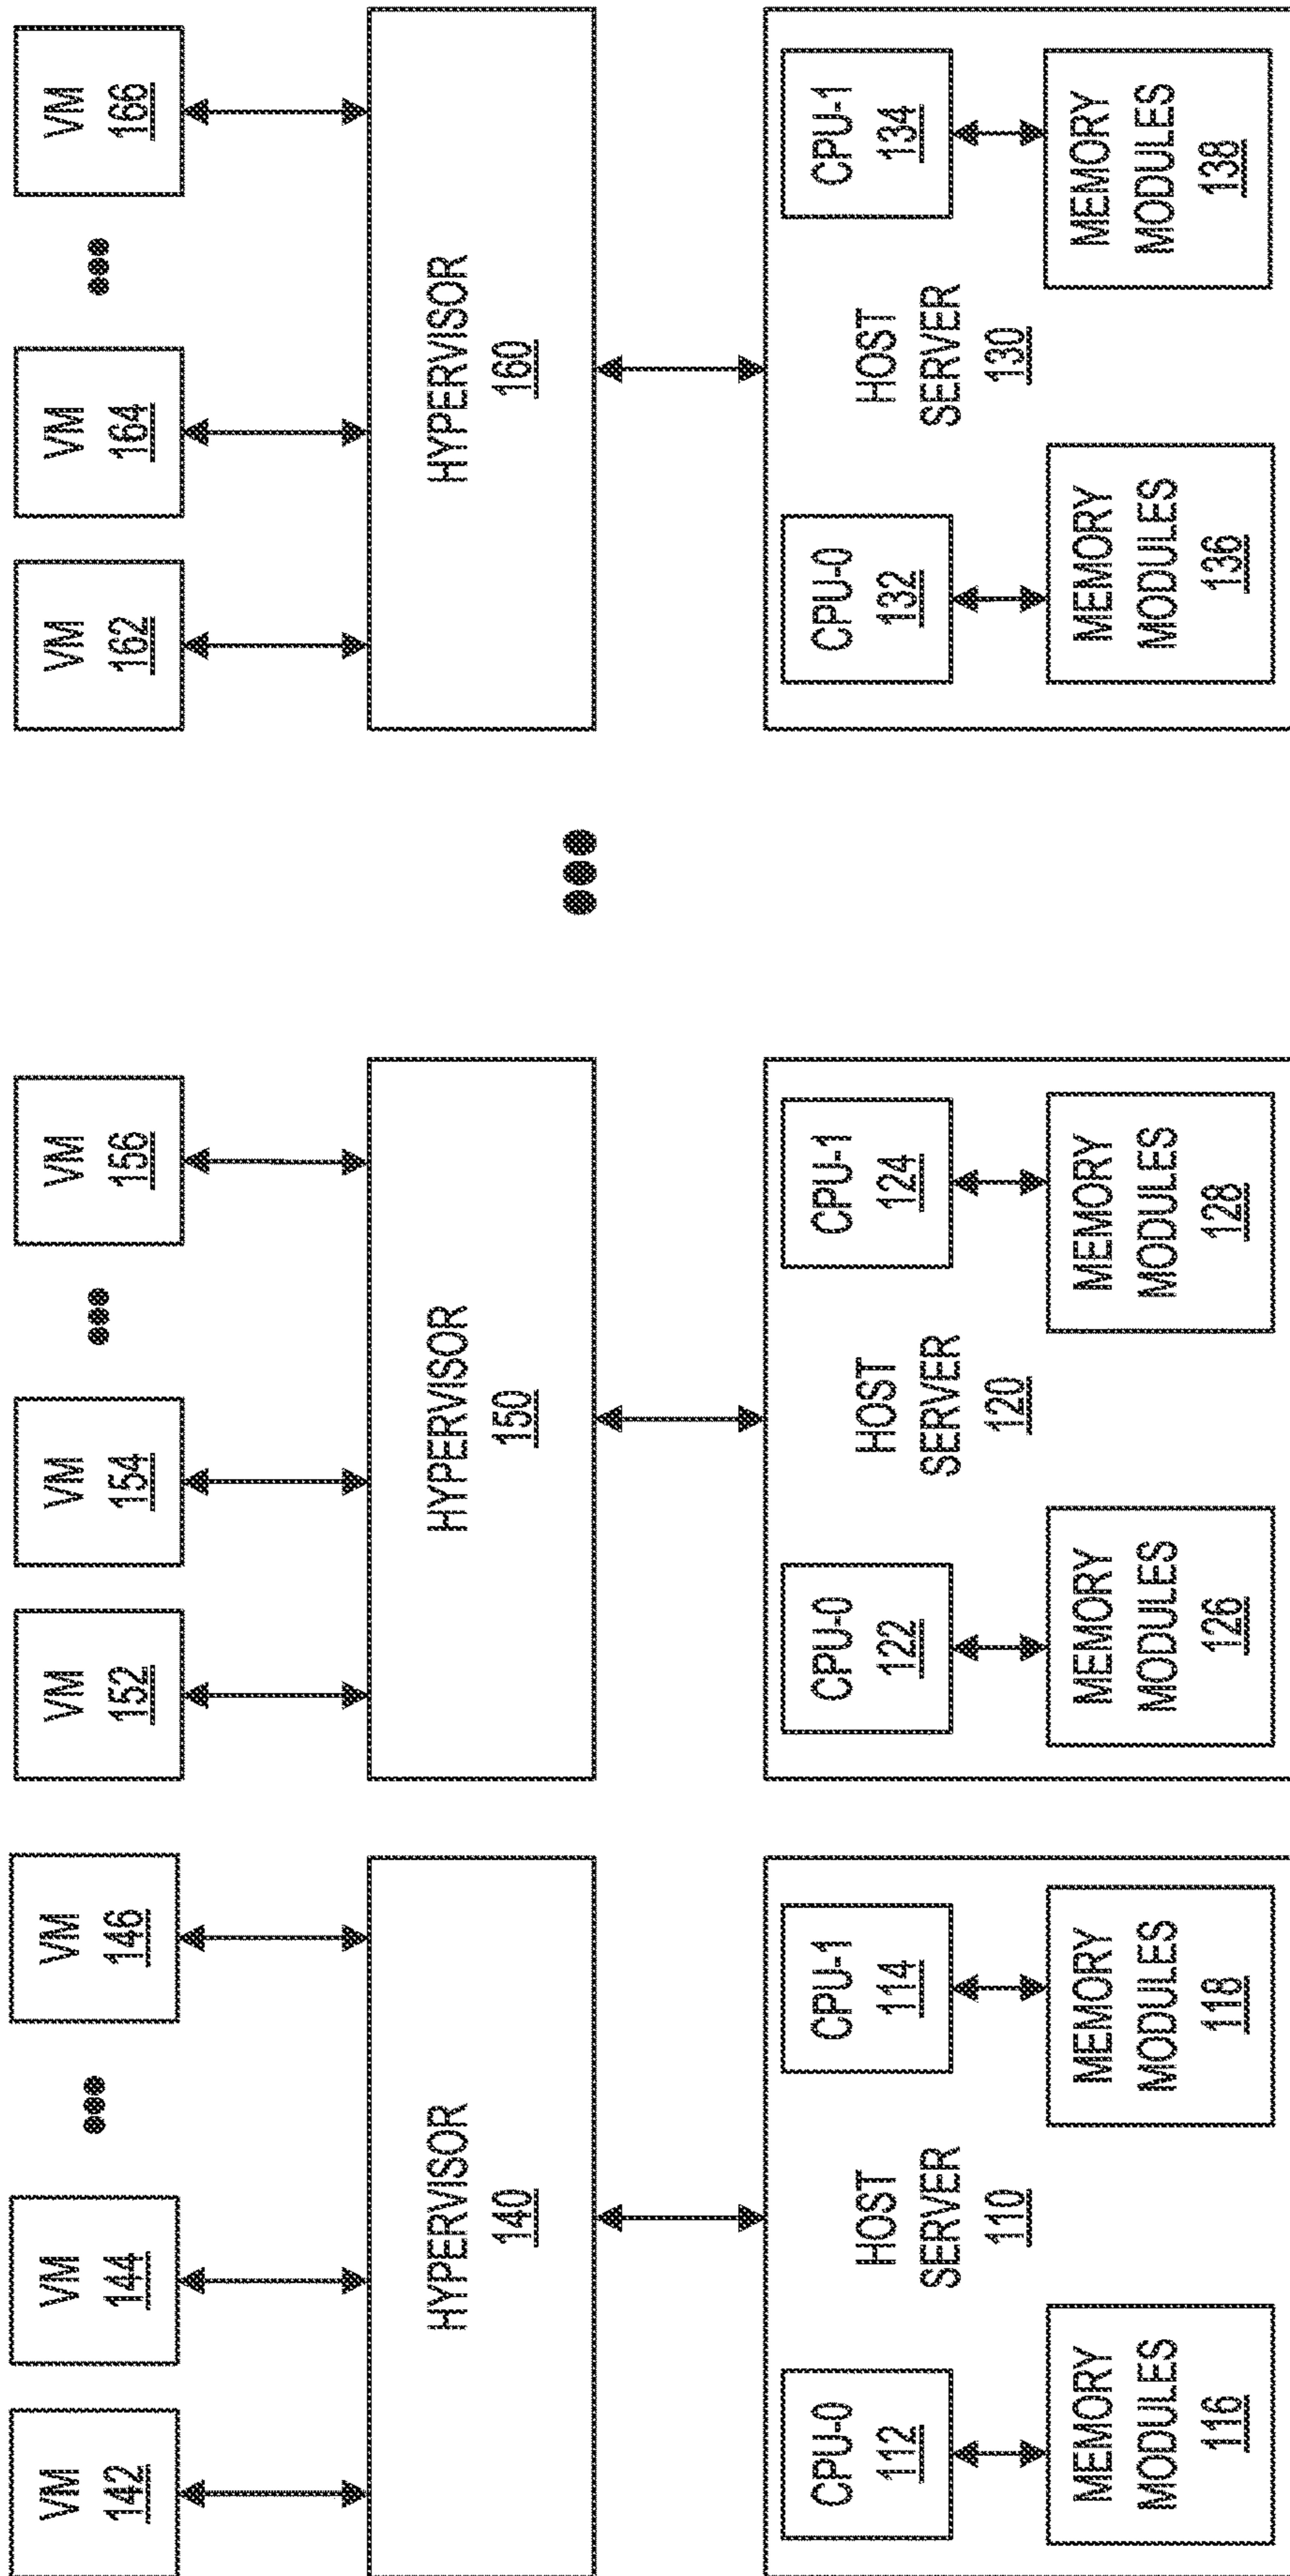 VM
142
VM
144
VM
146
VM
152
VM
154
VM
156
VM
162
VM
164
VM
166
HYPERVISOR
140
HYPERVISOR
150
HYPERVISOR
160
CPU-0
112
CPU-1
114
HOST
SERVER
110
MEMORY
MODULES
116
MEMORY
MODULES
118
CPU-0
122
CPU-1
124
HOST
SERVER
120
MEMORY
MODULES
126
MEMORY
MODULES
128
CPU-0
132
CPU-1
134
HOST
SERVER
130
MEMORY
MODULES
136
MEMORY
MODULES
138